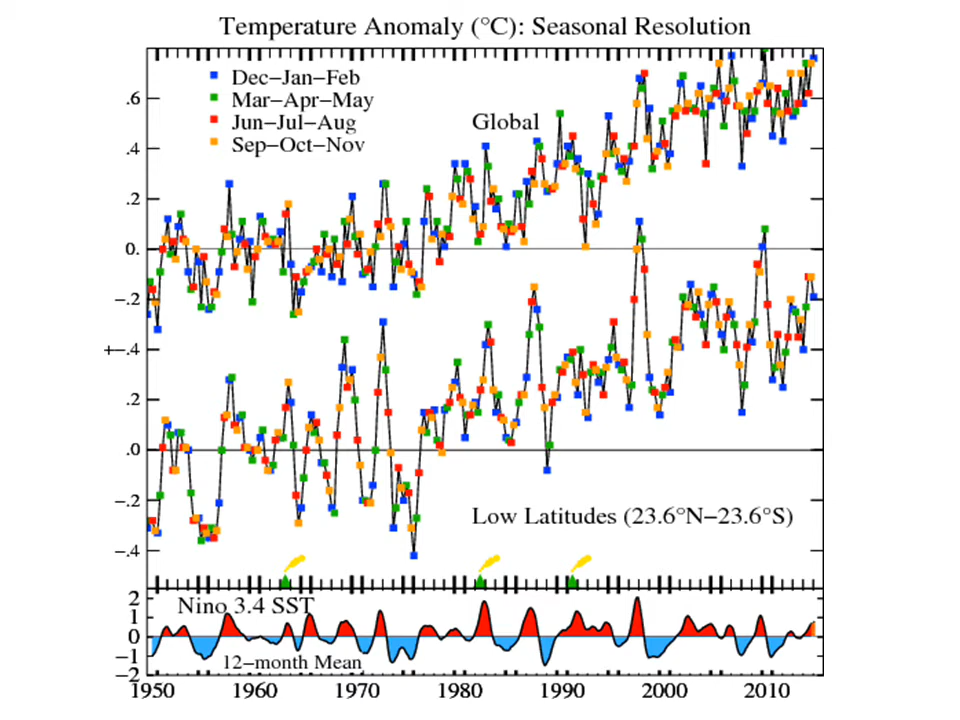 Temperature Anomaly (°C): Seasonal Resolution
Dec−Jan−Feb
Mar−Apr−May
Jun−Jul−Aug
Sep−Oct−Nov
Global
.6
.4
.2
0.
−.2
+−.4
.2
.0
−.2
−.4
Low Latitudes (23.6°N−23.6°S)
Nino 3.4 SST
2
1
0
−1
−2
12−month Mean
1950 1960 1970 1980 1990 2000 2010